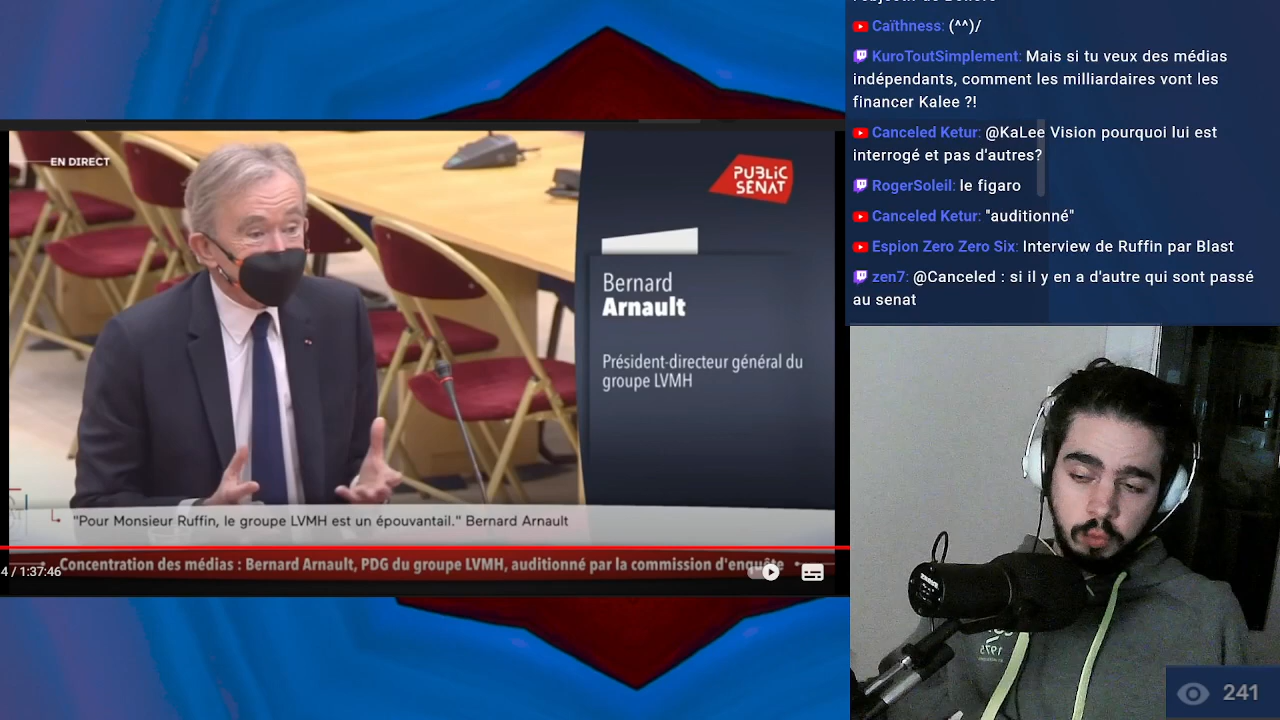 EN DIRECT
PUBLIC
SENAT
Bernard
Arnault
Président-directeur général du
groupe LVMH
"Pour Monsieur Ruffin, le groupe LVMH est un épouvantail." Bernard Arnault
Concentration des médias : Bernard Arnault, PDG du groupe LVMH, auditionné par la commission d'enquête
4 / 1:37:46
Caïthness: (^^)/
KuroToutSimplement: Mais si tu veux des médias
indépendants, comment les milliardaires vont les
financer Kalee ?!
Canceled Ketur: @KaLee Vision pourquoi lui est
interrogé et pas d'autres?
RogerSoleil: le figaro
Canceled Ketur: "auditionné"
Espion Zero Zero Six: Interview de Ruffin par Blast
zen7: @Canceled : si il y en a d'autre qui sont passé
au senat
1975
241